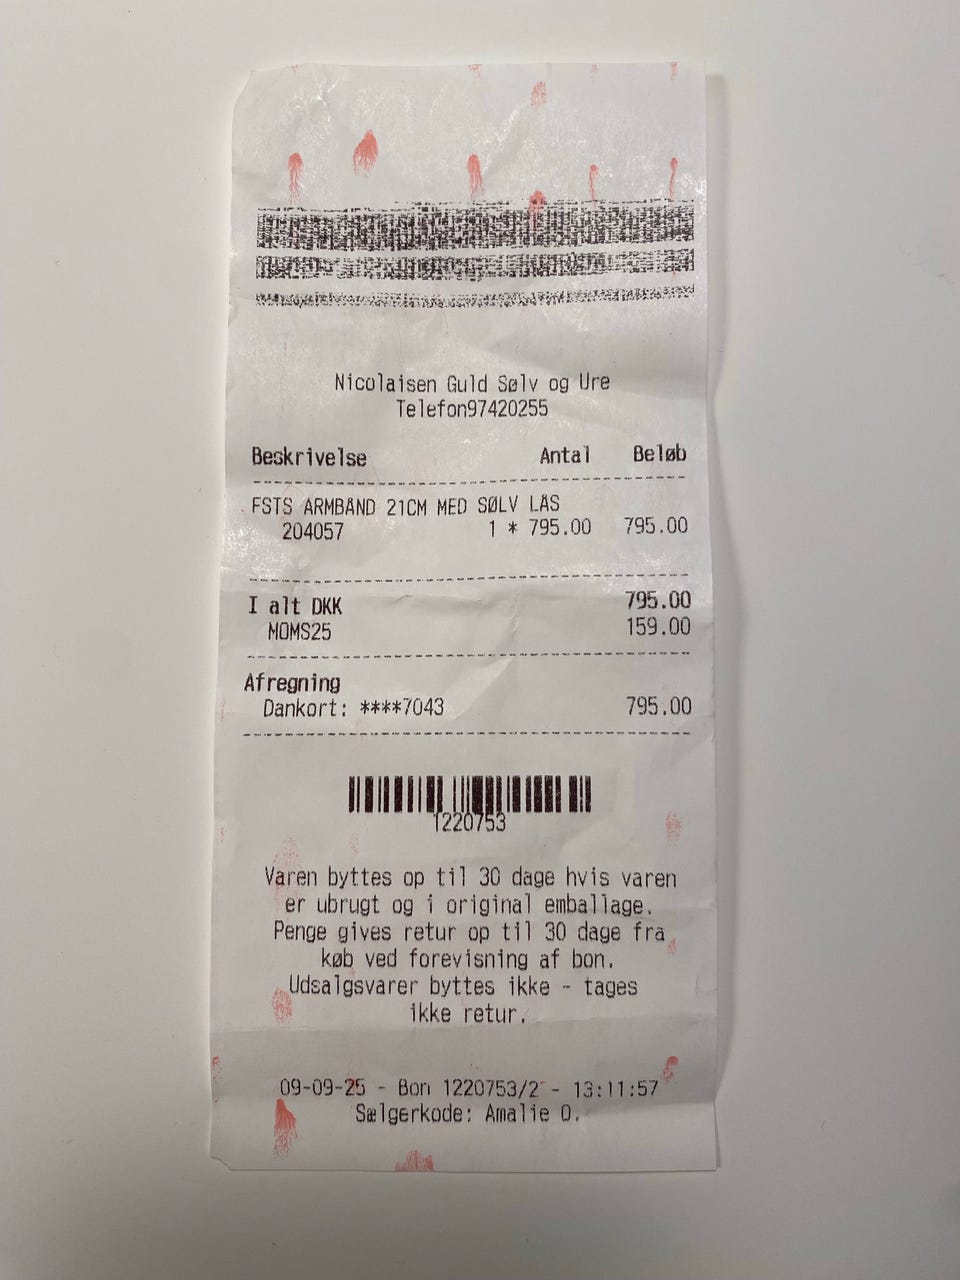 Nicolaisen Guld Sølv og Ure
Telefon97420255
Beskrivelse Antal Beløb
FSTS ARMBÅND 21CM MED SØLV LÅS
204057 1 * 795.00 795.00
I alt DKK 795.00
MOMS25 159.00
Afregning
Dankort: ****7043 795.00
1220753
Varen byttes op til 30 dage hvis varen
er ubrugt og i original emballage.
Penge gives retur op til 30 dage fra
køb ved forevisning af bon.
Udsalgsvarer byttes ikke - tages
ikke retur.
09-09-25 - Bon 1220753/2 - 13:11:57
Sælgerkode: Amalie O.